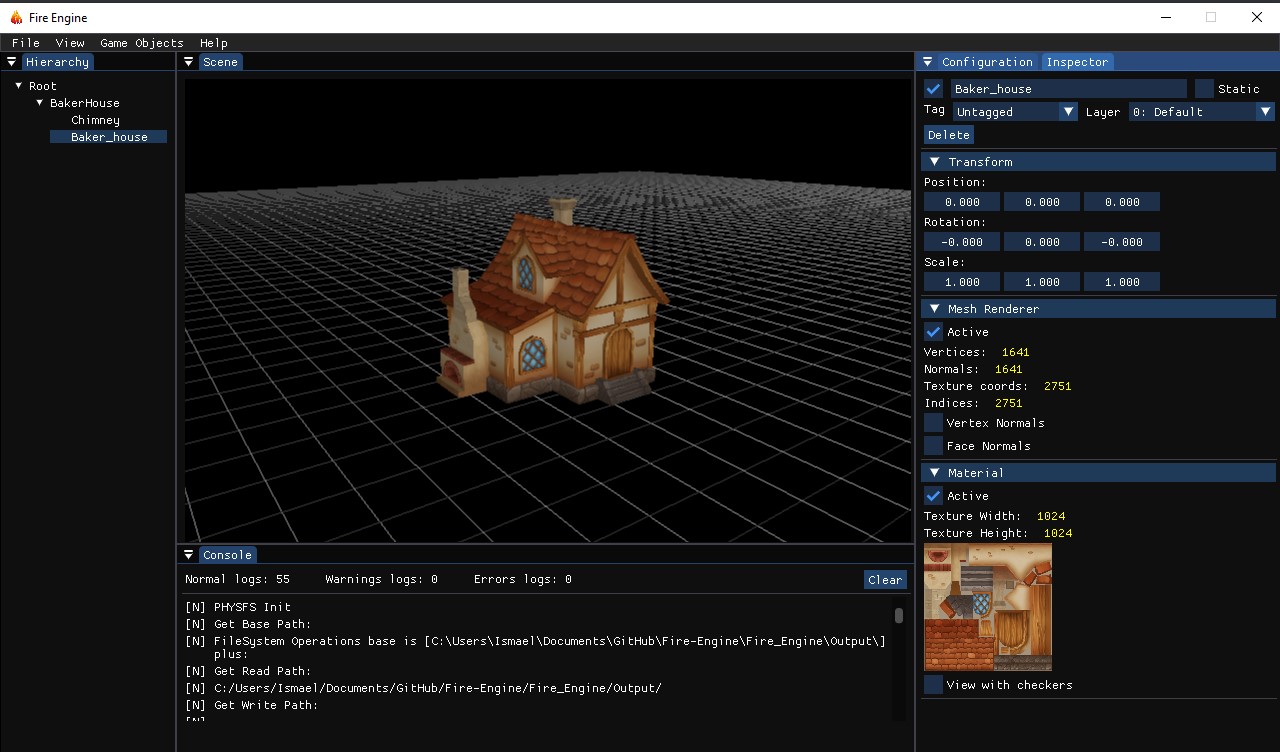 Fire Engine
File View Game Objects Help
Hierarchy
Root
BakerHouse
Chimney
Baker_house
Scene
Console
Normal logs: 55 Warnings logs: 0 Errors logs: 0 Clear
[N] PHYSFS Init
[N] Get Base Path:
[N] FileSystem Operations base is [C:\Users\Ismael\Documents\GitHub\Fire-Engine\Fire_Engine\Output\]
plus:
[N] Get Read Path:
[N] C:/Users/Ismael/Documents/GitHub/Fire-Engine/Fire_Engine/Output/
[N] Get Write Path:
[N]
Configuration Inspector
Baker_house Static
Tag Untagged Layer 0: Default
Delete
Transform
Position:
0.000 0.000 0.000
Rotation:
-0.000 0.000 -0.000
Scale:
1.000 1.000 1.000
Mesh Renderer
Active
Vertices: 1641
Normals: 1641
Texture coords: 2751
Indices: 2751
Vertex Normals
Face Normals
Material
Active
Texture Width: 1024
Texture Height: 1024
View with checkers